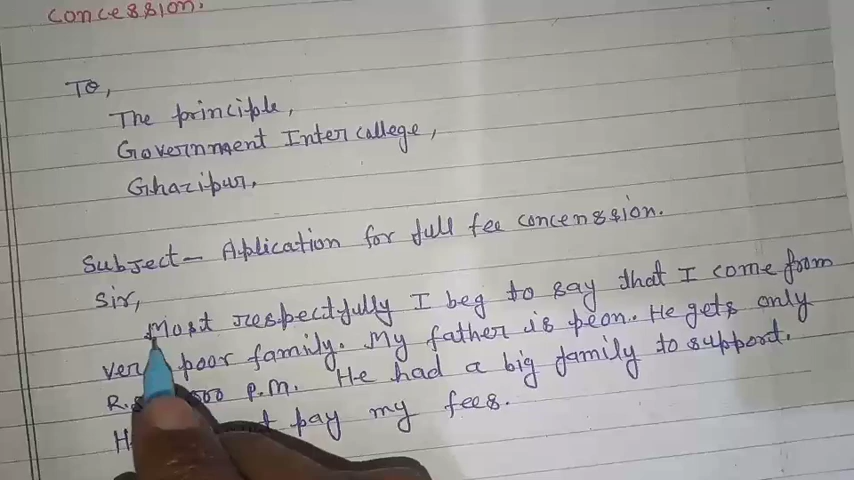 concession.
To,
The principle,
Government Inter college,
Ghazipur.
Subject- Aplication for full fee concenssion.
Sir,
Most respectfully I beg to say that I come from
poor family. My father is peon. He gets only
p.m. He had a big family to support.
pay my fees.